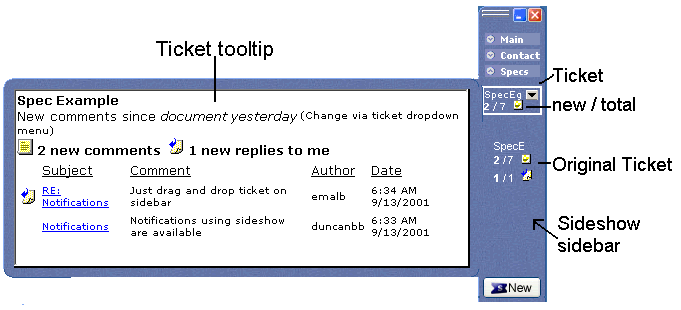 Ticket tooltip
Main
Contact
Specs
Ticket
SpecEg
2 / 7
new / total
Spec Example
New comments since document yesterday (Change via ticket dropdown
menu)
2 new comments 1 new replies to me
Subject Comment Author Date
RE:
Notifications
Just drag and drop ticket on
sidebar
emalb
6:34 AM
9/13/2001
Notifications
Notifications using sideshow
are available
duncanbb
6:33 AM
9/13/2001
SpecE
2 /7
1 / 1
Original Ticket
Sideshow
sidebar
New